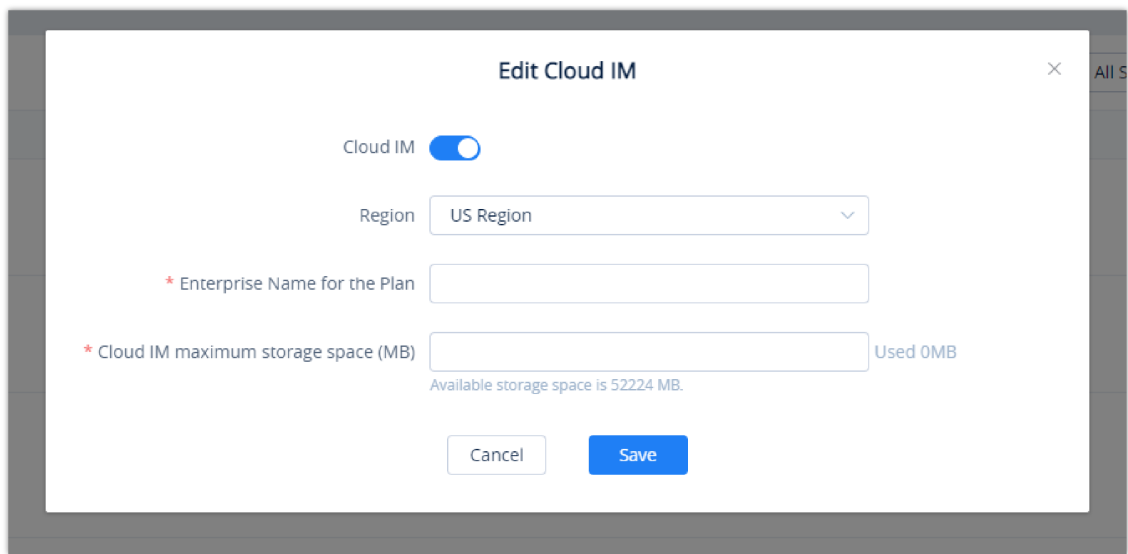 Edit Cloud IM
All S
Cloud IM
Region US Region
* Enterprise Name for the Plan
* Cloud IM maximum storage space (MB) Used 0MB
Available storage space is 52224 MB.
Cancel Save